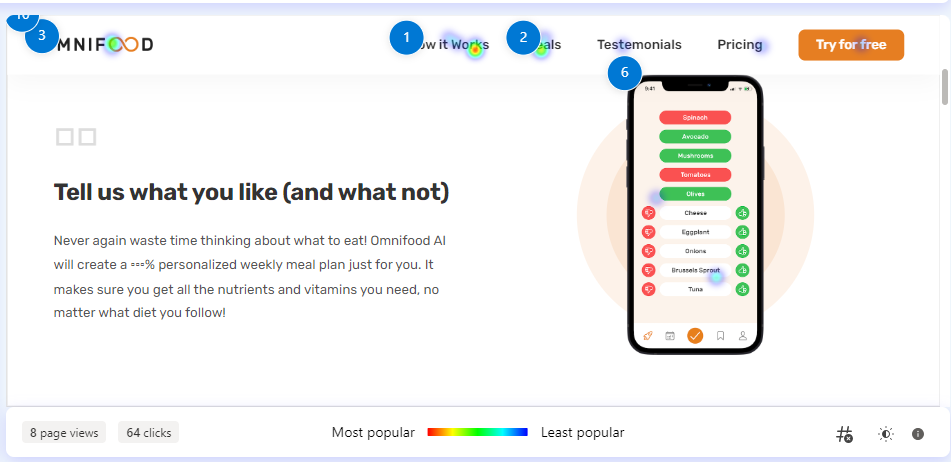 10
3
MNIFOOD
1
ow it Works
2
eals
Testimonials
Pricing
Try for free
6
9:41
Spinach
Avocado
Mushrooms
Tomatoes
Olives
Cheese
Eggplant
Onions
Brussels Sprout
Tuna
Tell us what you like (and what not)
Never again waste time thinking about what to eat! Omnifood AI
will create a % personalized weekly meal plan just for you. It
makes sure you get all the nutrients and vitamins you need, no
matter what diet you follow!
8 page views
64 clicks
Most popular
Least popular